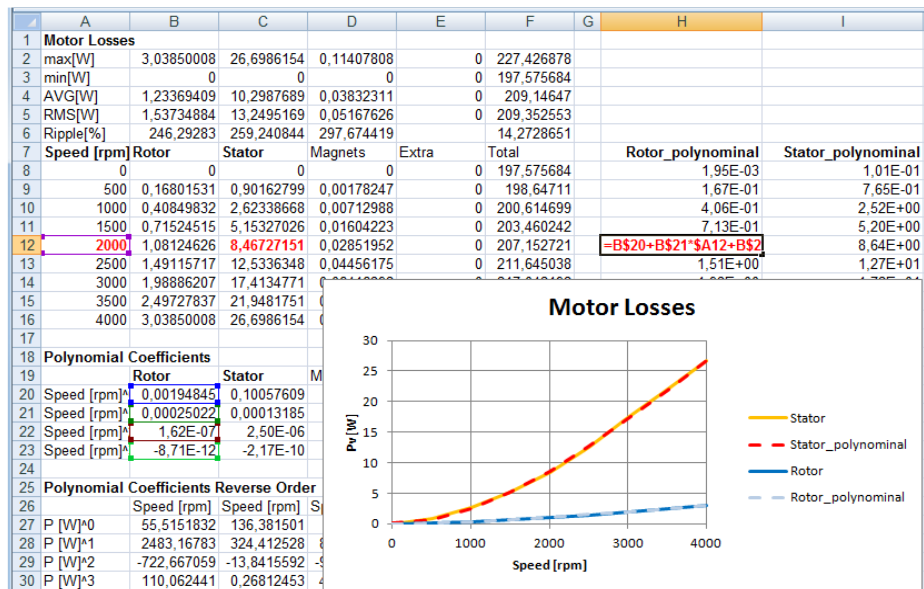 A B C D E F G H I
1 Motor Losses
2 max[W] 3,03850008 26,6986154 0,11407808 0 227,426878
3 min[W] 0 0 0 0 197,575684
4 AVG[W] 1,23369409 10,2987689 0,03832311 0 209,14647
5 RMS[W] 1,53734884 13,2495169 0,05167626 0 209,352553
6 Ripple[%] 246,29283 259,240844 297,674419 14,2728651
7 Speed [rpm] Rotor Stator Magnets Extra Total Rotor_polynominal Stator_polynominal
8 0 0 0 0 0 197,575684 1,95E-03 1,01E-01
9 500 0,16801531 0,90162799 0,00178247 0 198,64711 1,67E-01 7,65E-01
10 1000 0,40849832 2,62338668 0,00712988 0 200,614699 4,06E-01 2,52E+00
11 1500 0,71524515 5,15327026 0,01604223 0 203,460242 7,13E-01 5,20E+00
12 2000 1,08124626 8,46727151 0,02851952 0 207,152721 =B$20+B$21*$A12+B$2 8,64E+00
13 2500 1,49115717 12,5336348 0,04456175 0 211,645038 1,51E+00 1,27E+01
14 3000 1,98886207 17,4134771
15 3500 2,49727837 21,9481751
16 4000 3,03850008 26,6986154
17
18 Polynomial Coefficients
19 Rotor Stator M
20 Speed [rpm]^ 0,00194845 0,10057609
21 Speed [rpm]^ 0,00025022 0,00013185
22 Speed [rpm]^ 1,62E-07 2,50E-06
23 Speed [rpm]^ -8,71E-12 -2,17E-10
24
25 Polynomial Coefficients Reverse Order
26 Speed [rpm] Speed [rpm]
27 P [W]^0 55,5151832 136,381501
28 P [W]^1 2483,16783 324,412528
29 P [W]^2 -722,667059 -13,8415592
30 P [W]^3 110,062441 0,26812453
Motor Losses
30
25
20
15
10
5
0
Pv [W]
0 1000 2000 3000 4000
Speed [rpm]
Stator
Stator_polynominal
Rotor
Rotor_polynominal